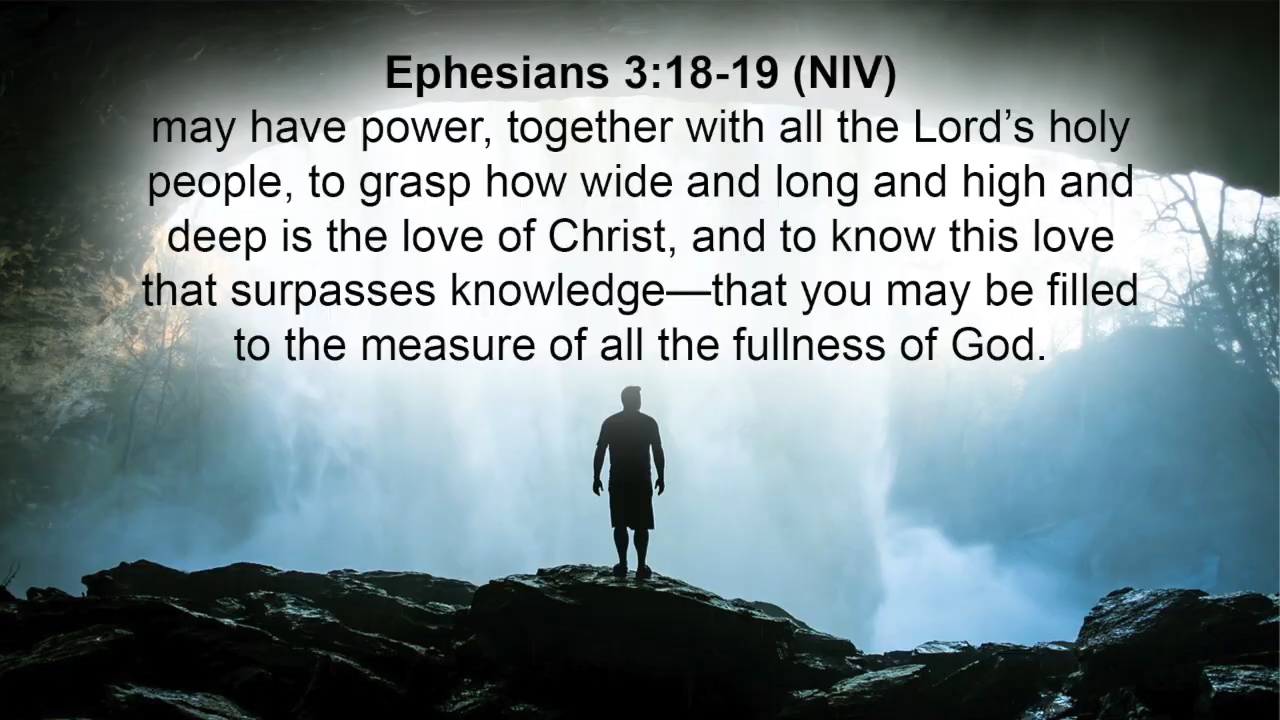 Ephesians 3:18-19 (NIV)
may have power, together with all the Lord’s holy
people, to grasp how wide and long and high and
deep is the love of Christ, and to know this love
that surpasses knowledge—that you may be filled
to the measure of all the fullness of God.